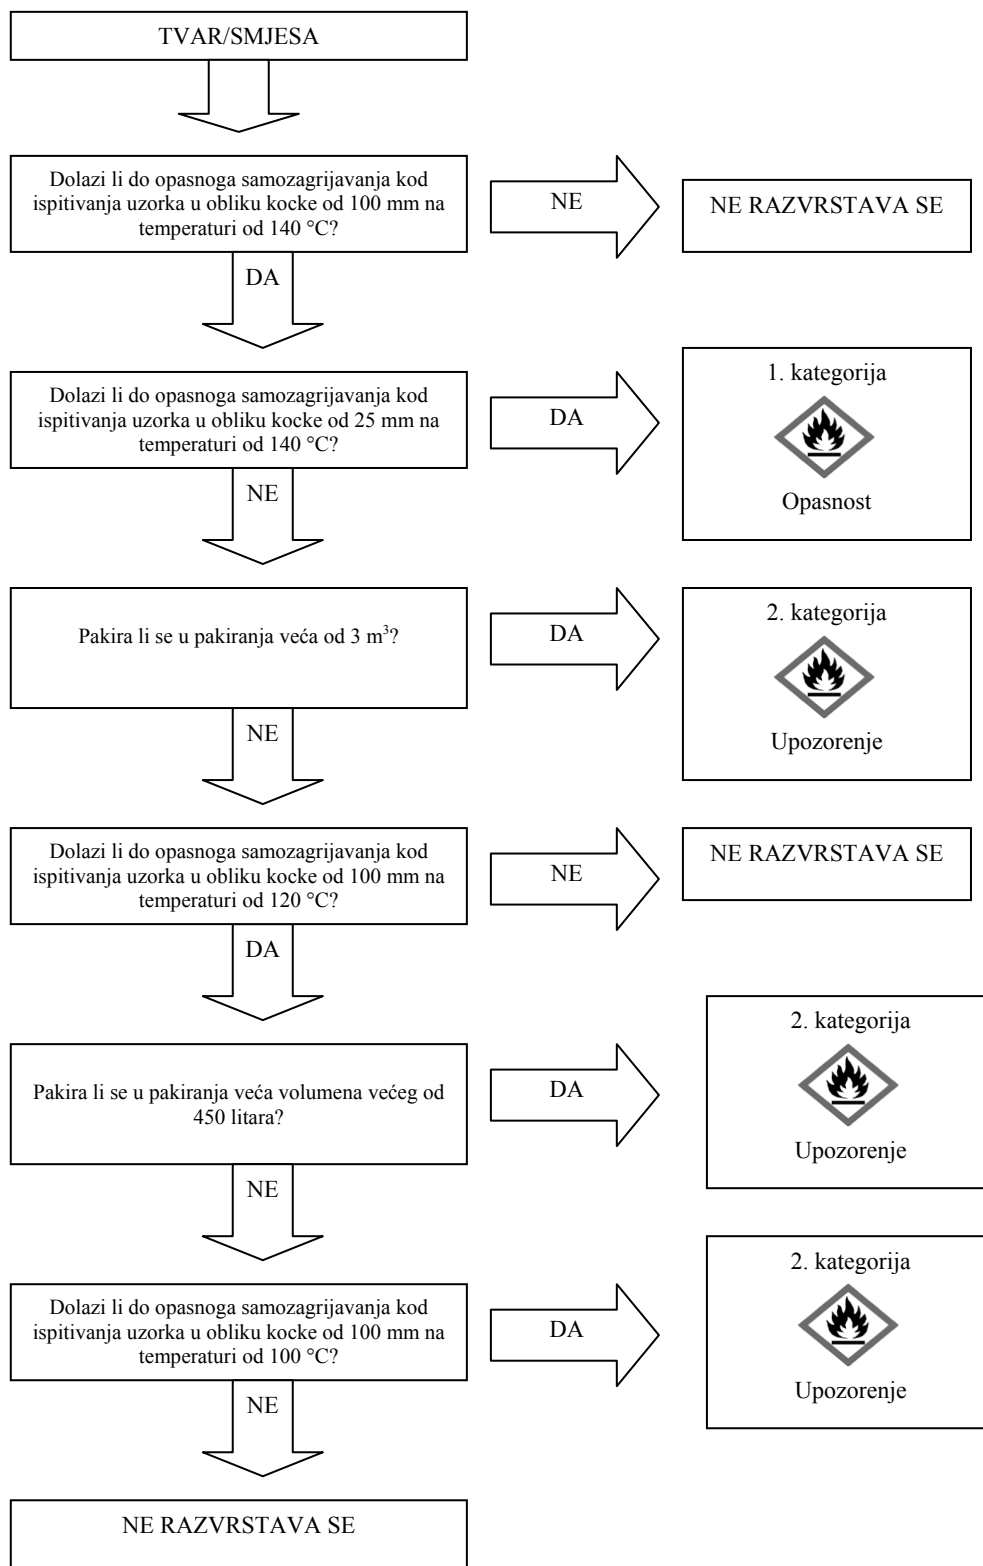 TVAR/SMJESA
Dolazi li do opasnoga samozagrijavanja kod
ispitivanja uzorka u obliku kocke od 100 mm na
temperaturi od 140 °C?
NE
NE RAZVRSTAVA SE
DA
Dolazi li do opasnoga samozagrijavanja kod
ispitivanja uzorka u obliku kocke od 25 mm na
temperaturi od 140 °C?
DA
1. kategorija
Opasnost
NE
Pakira li se u pakiranja veća od 3 m³?
DA
2. kategorija
Upozorenje
NE
Dolazi li do opasnoga samozagrijavanja kod
ispitivanja uzorka u obliku kocke od 100 mm na
temperaturi od 120 °C?
NE
NE RAZVRSTAVA SE
DA
Pakira li se u pakiranja veća volumena većeg od
450 litara?
DA
2. kategorija
Upozorenje
NE
Dolazi li do opasnoga samozagrijavanja kod
ispitivanja uzorka u obliku kocke od 100 mm na
temperaturi od 100 °C?
DA
2. kategorija
Upozorenje
NE
NE RAZVRSTAVA SE